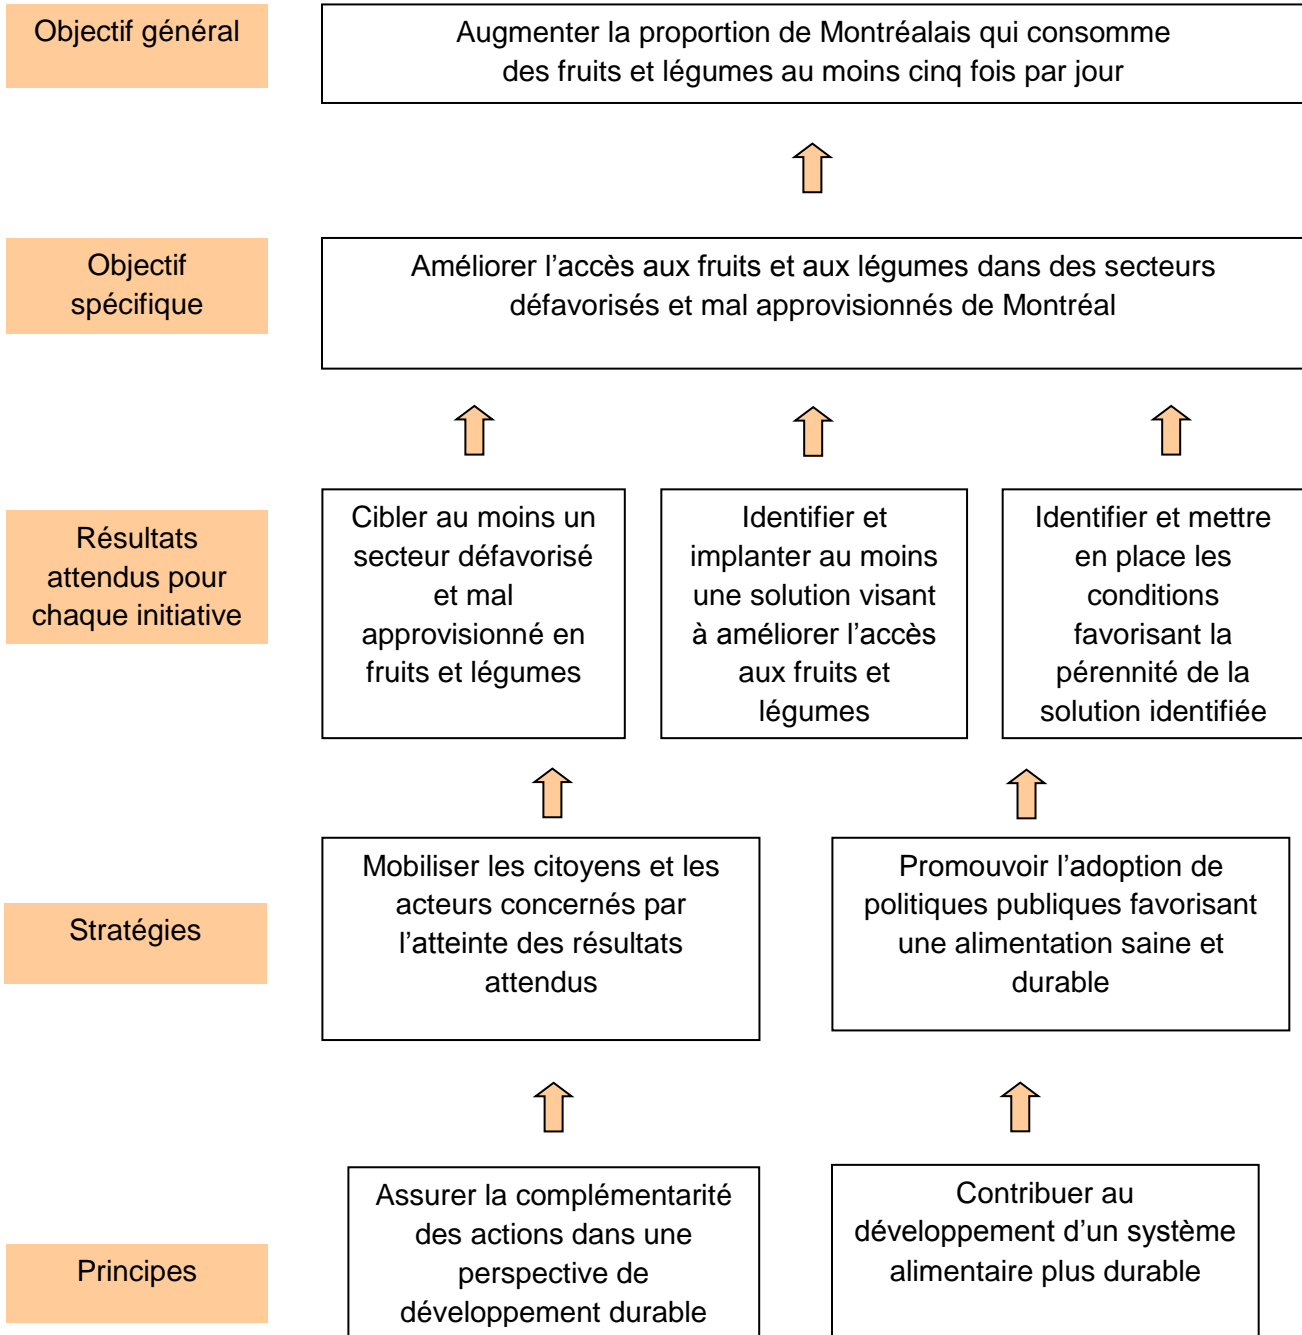 Objectif général
Augmenter la proportion de Montréalais qui consomme
des fruits et légumes au moins cinq fois par jour
Objectif
spécifique
Améliorer l’accès aux fruits et aux légumes dans des secteurs
défavorisés et mal approvisionnés de Montréal
Résultats
attendus pour
chaque initiative
Cibler au moins un
secteur défavorisé
et mal
approvisionné en
fruits et légumes
Identifier et
implanter au moins
une solution visant
à améliorer l’accès
aux fruits et
légumes
Identifier et mettre
en place les
conditions
favorisant la
pérennité de la
solution identifiée
Stratégies
Mobiliser les citoyens et les
acteurs concernés par
l’atteinte des résultats
attendus
Promouvoir l’adoption de
politiques publiques favorisant
une alimentation saine et
durable
Principes
Assurer la complémentarité
des actions dans une
perspective de
développement durable
Contribuer au
développement d’un système
alimentaire plus durable